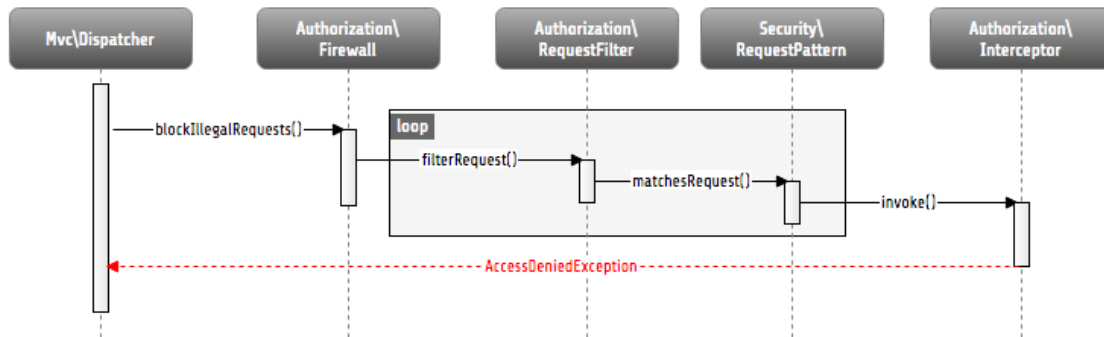 Mvc\Dispatcher
Authorization\
Firewall
Authorization\
RequestFilter
Security\
RequestPattern
Authorization\
Interceptor
loop
blockIllegalRequests()
filterRequest()
matchesRequest()
invoke()
AccessDeniedException